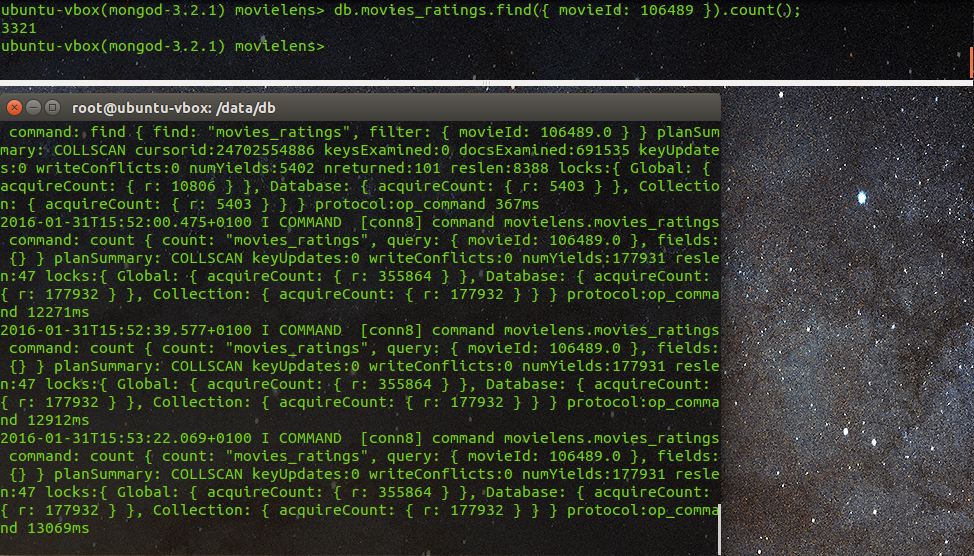 ubuntu-vbox(mongod-3.2.1) movielens> db.movies_ratings.find({ movieId: 106489 }).count();
3321
ubuntu-vbox(mongod-3.2.1) movielens>
root@ubuntu-vbox: /data/db
command: find { find: "movies_ratings", filter: { movieId: 106489.0 } } planSum
mary: COLLSCAN cursorid:24702554886 keysExamined:0 docsExamined:691535 keyUpdate
s:0 writeConflicts:0 numYields:5402 nreturned:101 reslen:8388 locks:{ Global: {
acquireCount: { r: 10806 } }, Database: { acquireCount: { r: 5403 } }, Collectio
n: { acquireCount: { r: 5403 } } } protocol:op_command 367ms
2016-01-31T15:52:00.475+0100 I COMMAND  [conn8] command movielens.movies_ratings
command: count { count: "movies_ratings", query: { movieId: 106489.0 }, fields:
{} } planSummary: COLLSCAN keyUpdates:0 writeConflicts:0 numYields:177931 resle
n:47 locks:{ Global: { acquireCount: { r: 355864 } }, Database: { acquireCount:
{ r: 177932 } }, Collection: { acquireCount: { r: 177932 } } } protocol:op_comma
nd 12271ms
2016-01-31T15:52:39.577+0100 I COMMAND  [conn8] command movielens.movies_ratings
command: count { count: "movies_ratings", query: { movieId: 106489.0 }, fields:
{} } planSummary: COLLSCAN keyUpdates:0 writeConflicts:0 numYields:177931 resle
n:47 locks:{ Global: { acquireCount: { r: 355864 } }, Database: { acquireCount:
{ r: 177932 } }, Collection: { acquireCount: { r: 177932 } } } protocol:op_comma
nd 12912ms
2016-01-31T15:53:22.069+0100 I COMMAND  [conn8] command movielens.movies_ratings
command: count { count: "movies_ratings", query: { movieId: 106489.0 }, fields:
{} } planSummary: COLLSCAN keyUpdates:0 writeConflicts:0 numYields:177931 resle
n:47 locks:{ Global: { acquireCount: { r: 355864 } }, Database: { acquireCount:
{ r: 177932 } }, Collection: { acquireCount: { r: 177932 } } } protocol:op_comma
nd 13069ms